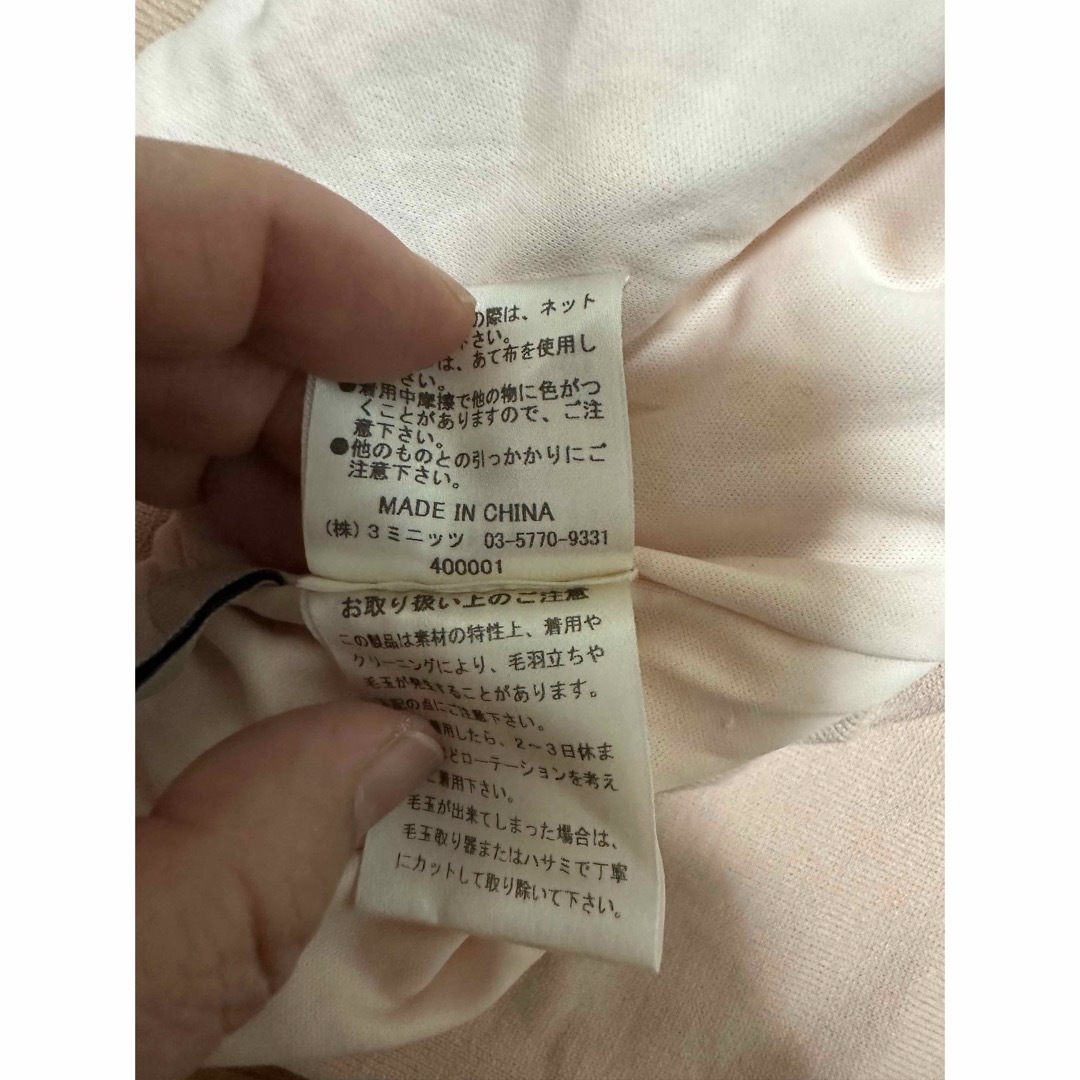 の際は、ネット
下さい。
は、あて布を使用し
さい。
●着用中摩擦で他の物に色がつ
くことがありますので、ご注
意下さい。
●他のものとの引っかかりにご
注意下さい。
MADE IN CHINA
(株)3ミニッツ 03-5770-9331
400001
お取り扱い上のご注意
この製品は素材の特性上、着用や
クリーニングにより、毛羽立ちや
毛玉が発生することがあります。
配の点にご注意下さい。
着用したら、2～3日休ま
どローテーションを考え
ご着用下さい。
毛玉が出来てしまった場合は、
毛玉取り器またはハサミで丁寧
にカットして取り除いて下さい。